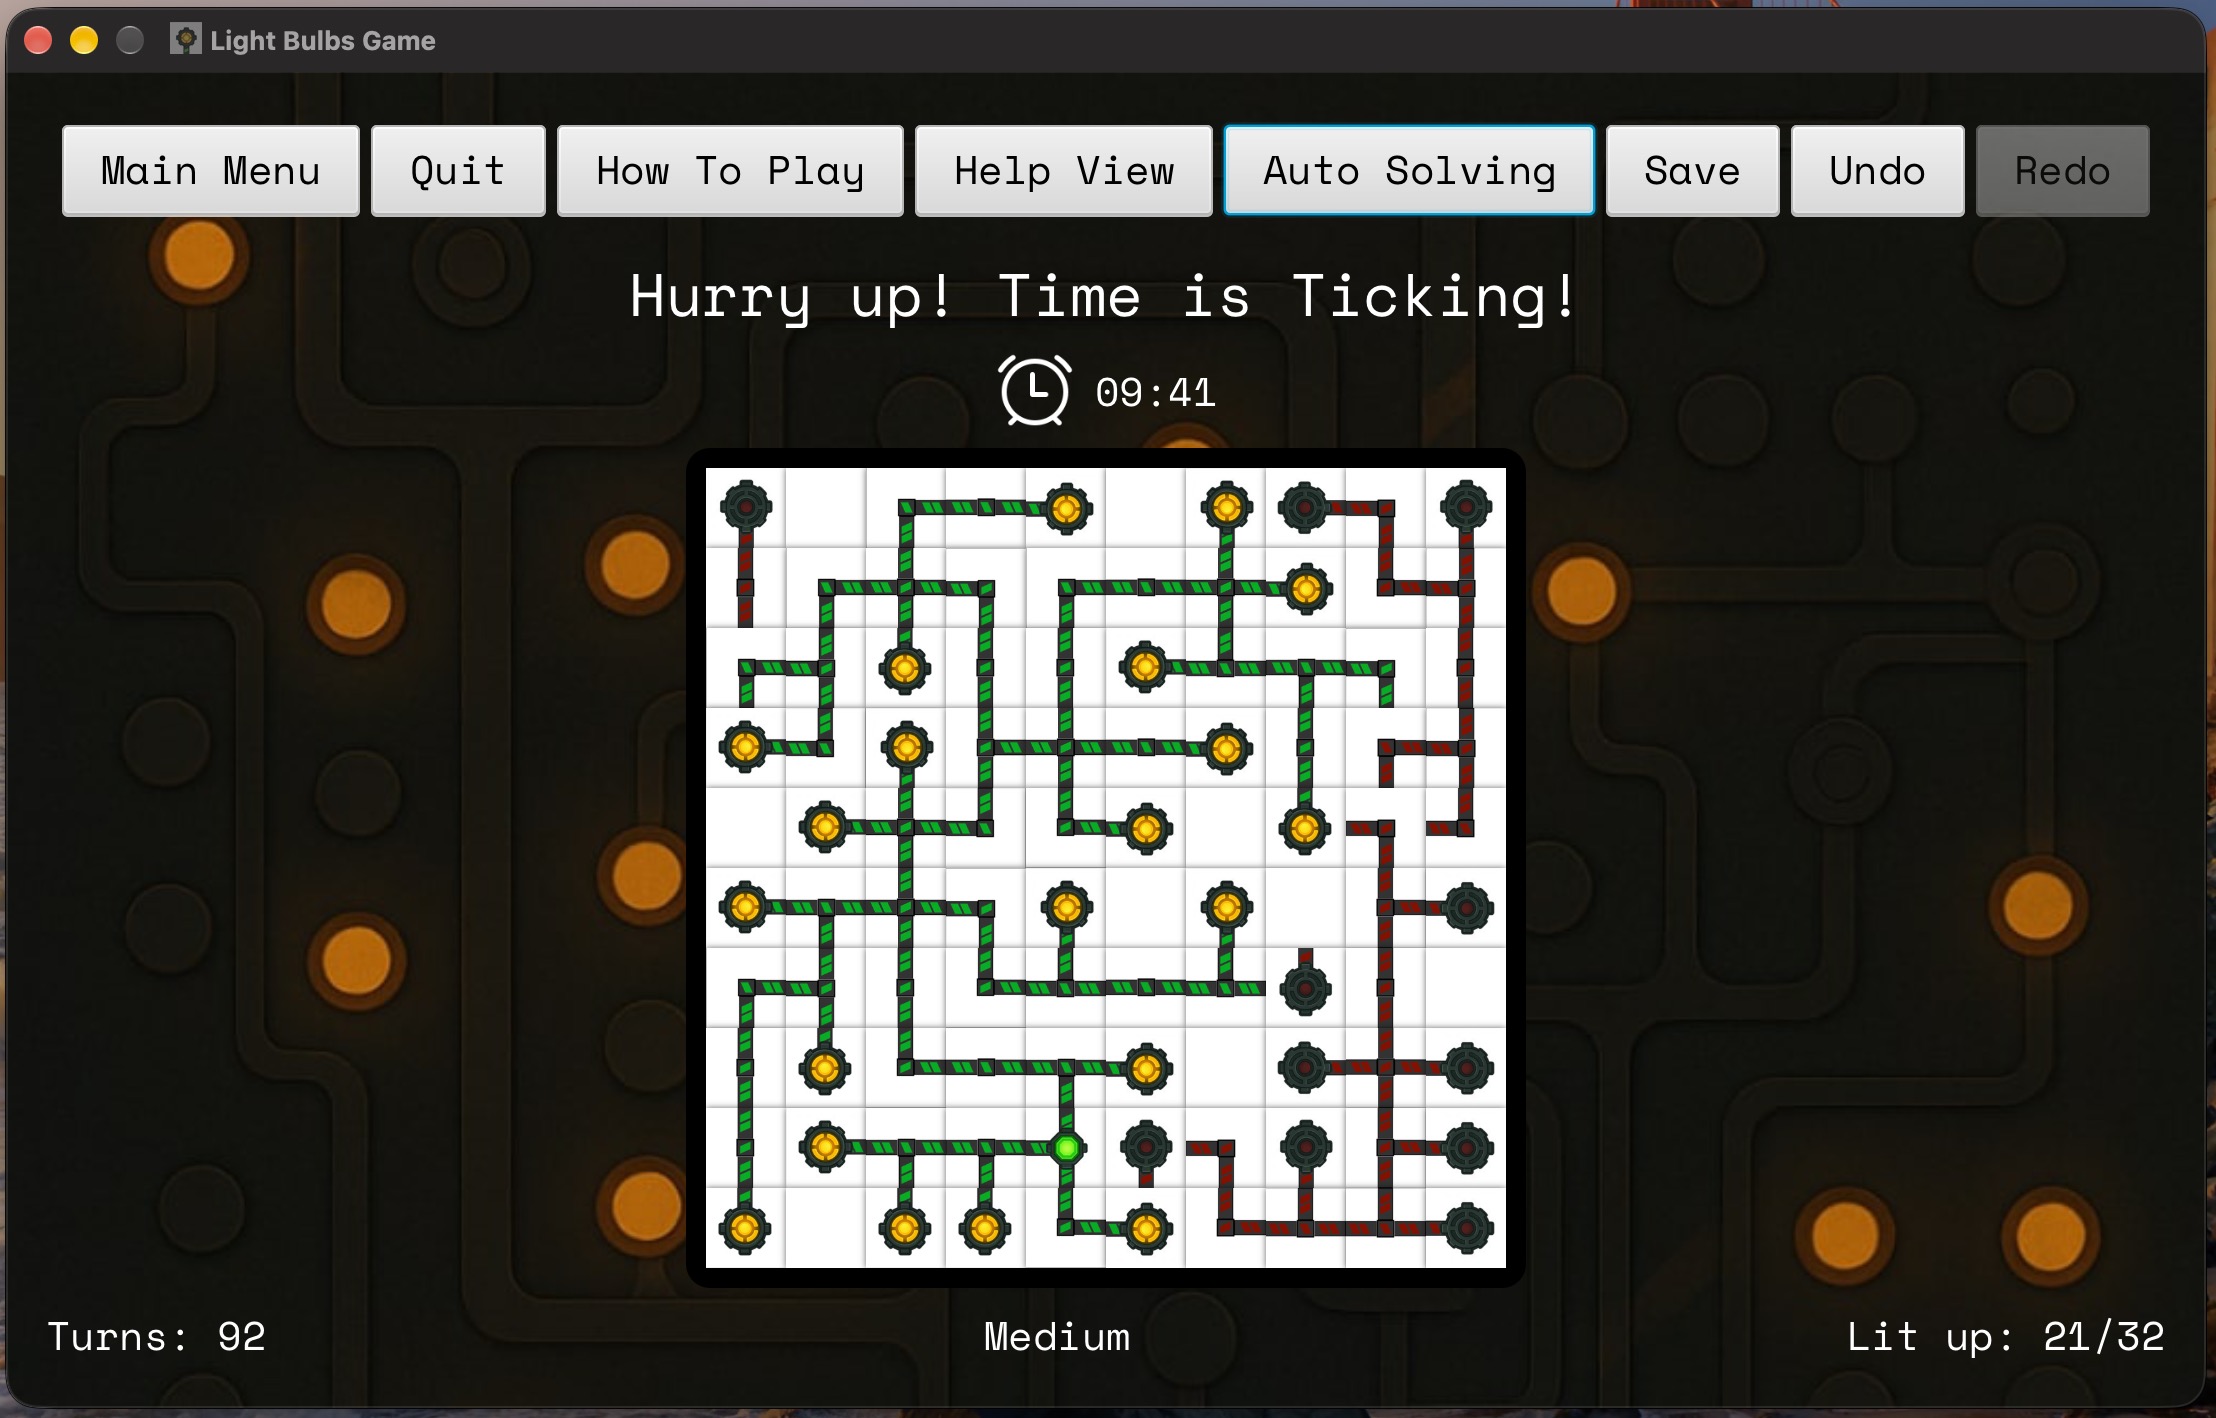 Light Bulbs Game
Main Menu Quit How To Play Help View Auto Solving Save Undo Redo
Hurry up! Time is Ticking!
09:41
Turns: 92 Medium Lit up: 21/32